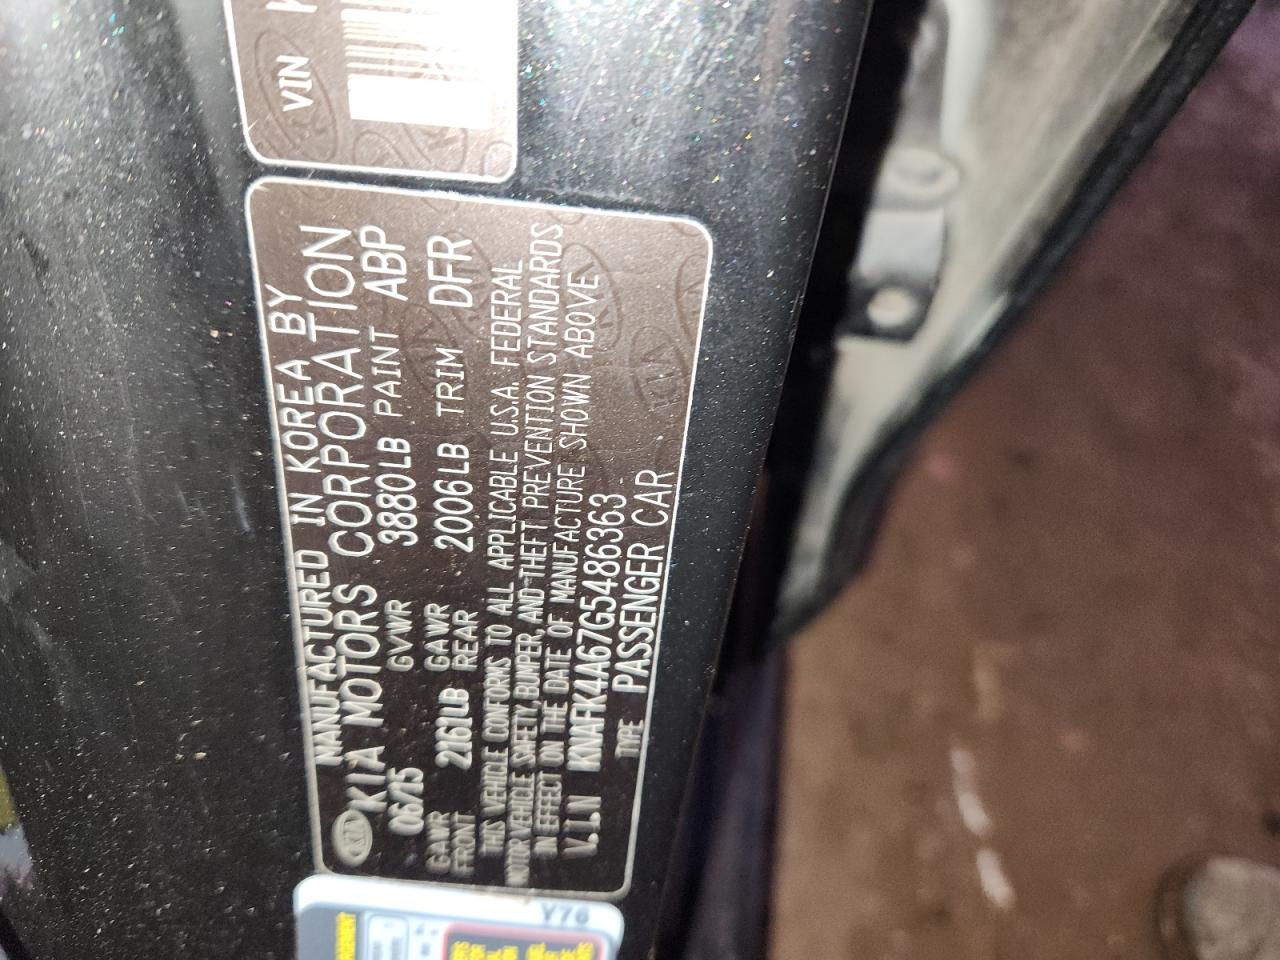 VIN
MANUFACTURED IN KOREA BY
KIA KIA MOTORS CORPORATION
06/15 GVWR 3880LB PAINT ABP
GAWR FRONT 2161LB GAWR REAR 2006LB TRIM DFR
THIS VEHICLE CONFORMS TO ALL APPLICABLE U.S.A. FEDERAL
MOTOR VEHICLE SAFETY, BUMPER, AND THEFT PREVENTION STANDARDS
IN EFFECT ON THE DATE OF MANUFACTURE SHOWN ABOVE
V.I.N KNAFK4A67G5486363
TYPE PASSENGER CAR
Y76